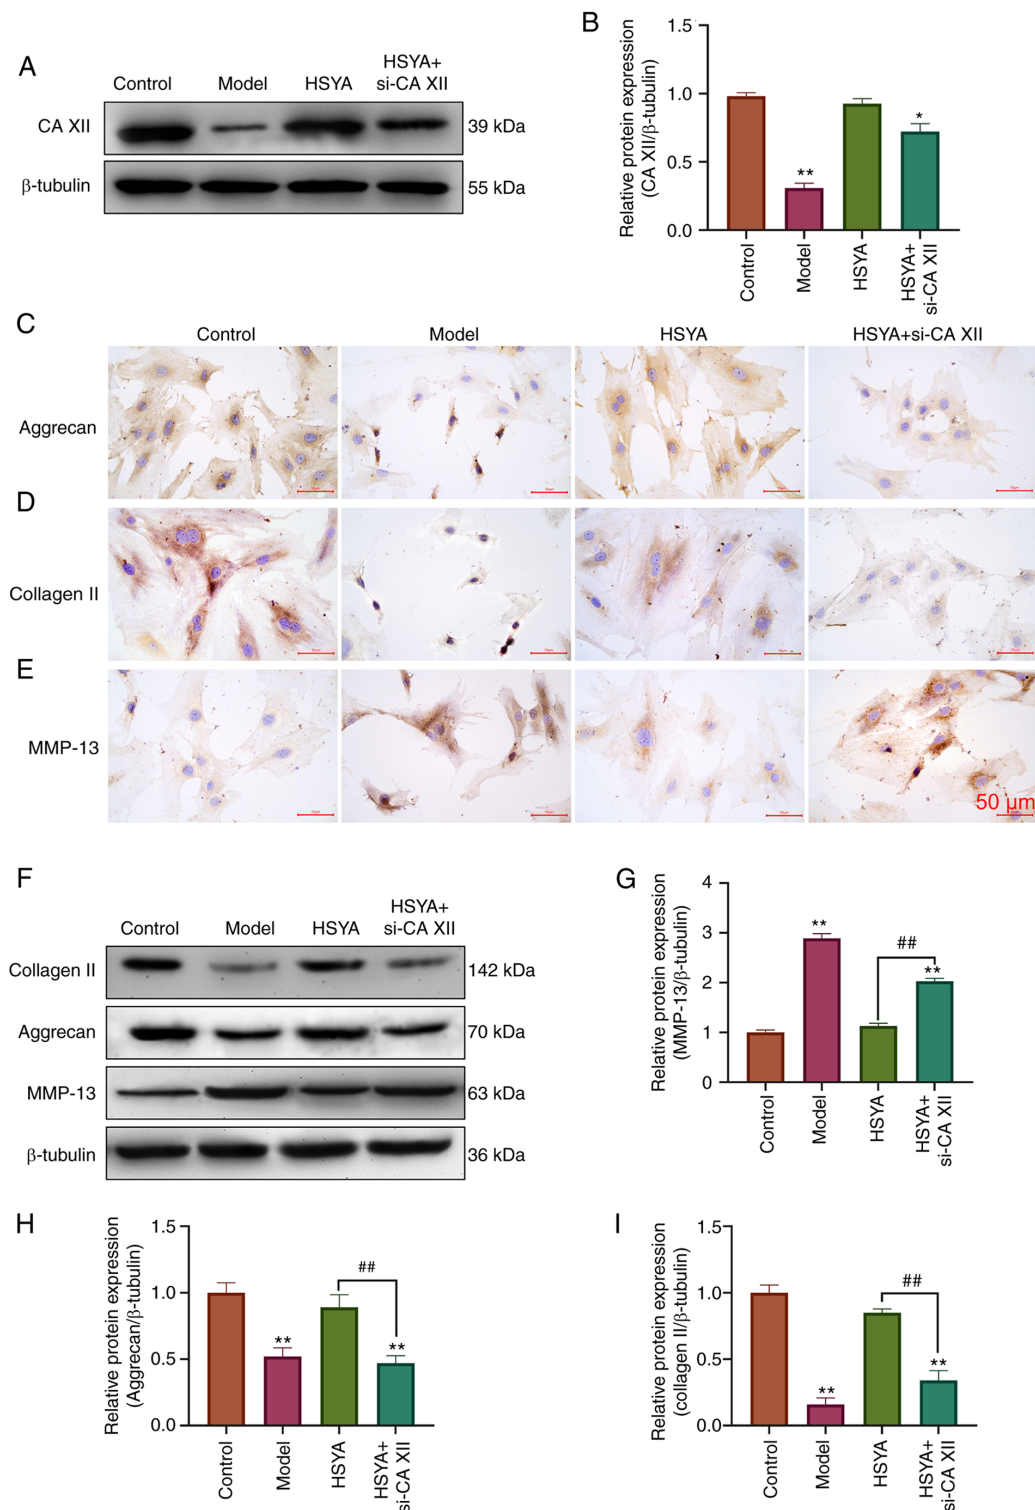 A
Control
Model
HSYA
HSYA+
si-CA XII
CA XII
39 kDa
β-tubulin
55 kDa
B
Relative protein expression
(CA XII/β-tubulin)
1.5
1.0
0.5
0.0
**
*
Control
Model
HSYA
HSYA+
si-CA XII
C
Control
Model
HSYA
HSYA+si-CA XII
Aggrecan
D
Collagen II
E
MMP-13
50 µm
F
Control
Model
HSYA
HSYA+
si-CA XII
Collagen II
142 kDa
Aggrecan
70 kDa
MMP-13
63 kDa
β-tubulin
36 kDa
G
Relative protein expression
(MMP-13/β-tubulin)
4
3
2
1
0
**
##
**
Control
Model
HSYA
HSYA+
si-CA XII
H
Relative protein expression
(Aggrecan/β-tubulin)
1.5
1.0
0.5
0.0
**
##
**
Control
Model
HSYA
HSYA+
si-CA XII
I
Relative protein expression
(collagen II/β-tubulin)
1.5
1.0
0.5
0.0
**
##
**
Control
Model
HSYA
HSYA+
si-CA XII